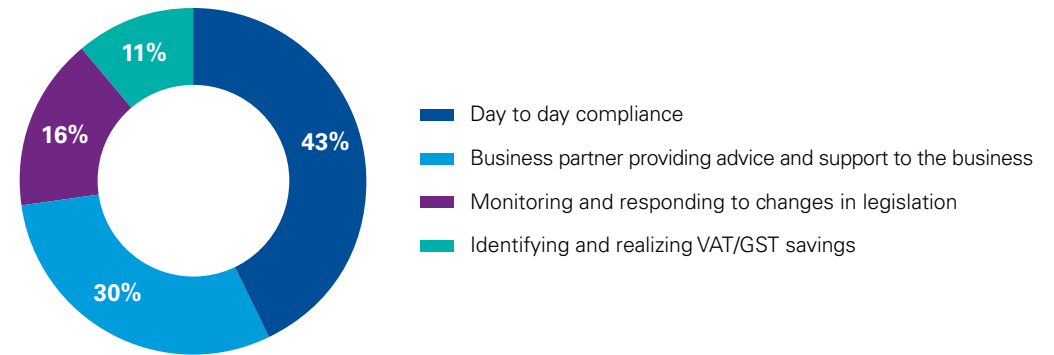 11%
16%
43%
30%
Day to day compliance
Business partner providing advice and support to the business
Monitoring and responding to changes in legislation
Identifying and realizing VAT/GST savings